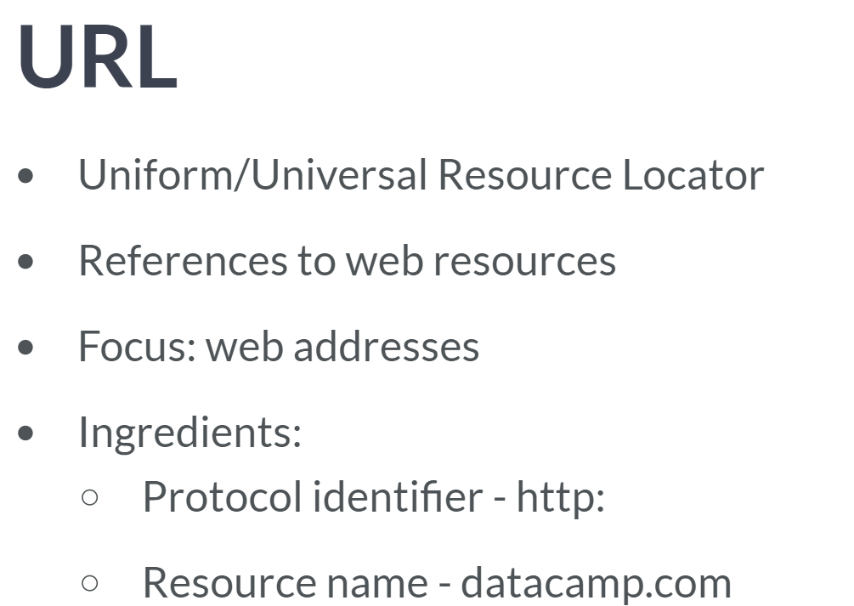 URL
• Uniform/Universal Resource Locator
• References to web resources
• Focus: web addresses
• Ingredients:
○ Protocol identifier - http:
○ Resource name - datacamp.com